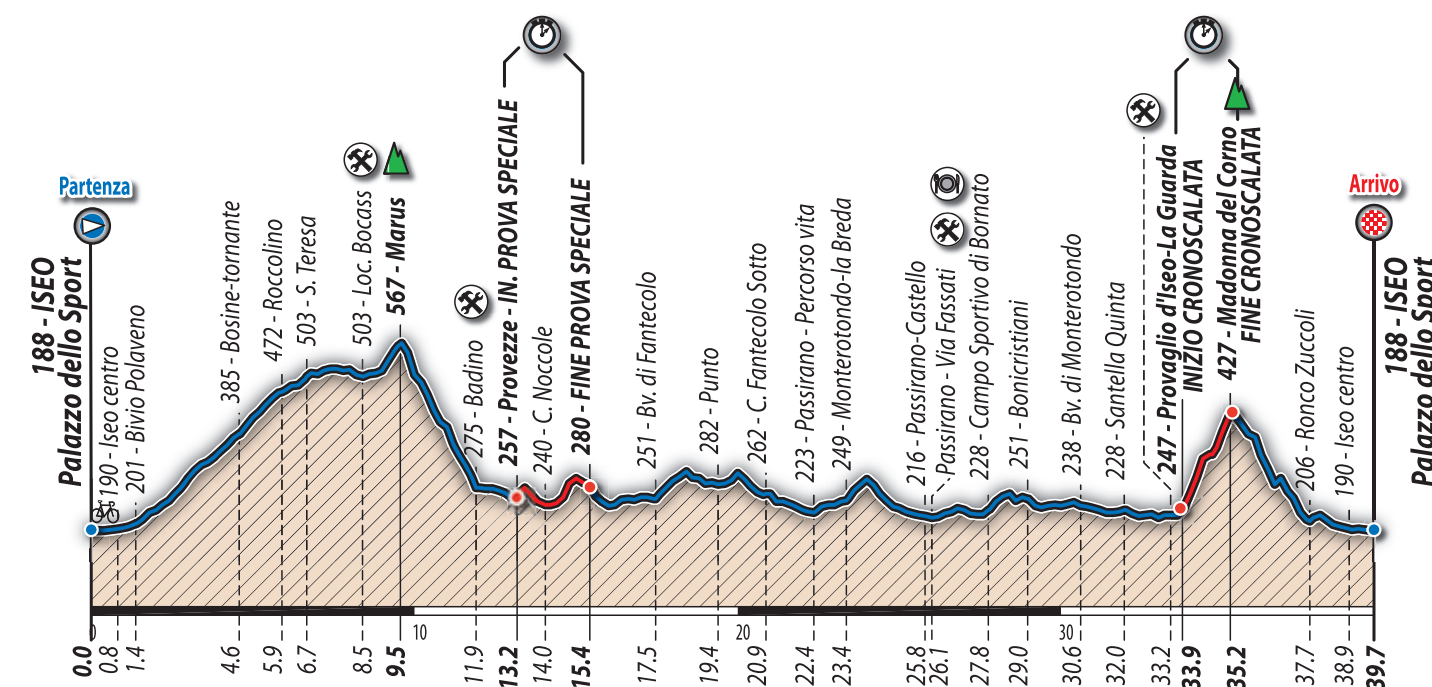 Partenza
188 - ISEO
Palazzo dello Sport
190 - Iseo centro
201 - Bivio Polaveno
385 - Bosine-tornante
472 - Roccolino
503 - S. Teresa
503 - Loc. Bocass
567 - Marus
275 - Badino
257 - Provezze - IN. PROVA SPECIALE
240 - C. Noccole
280 - FINE PROVA SPECIALE
251 - Bv. di Fantecolo
282 - Punto
262 - C. Fantecolo Sotto
223 - Passirano - Percorso vita
249 - Monterotondo-la Breda
216 - Passirano-Castello
Passirano - Via Fassati
228 - Campo Sportivo di Bornato
251 - Bonicristiani
238 - Bv. di Monterotondo
228 - Santella Quinta
247 - Provaglio d'Iseo-La Guarda
INIZIO CRONOSCALATA
427 - Madonna del Corno
FINE CRONOSCALATA
206 - Ronco Zuccoli
190 - Iseo centro
Arrivo
188 - ISEO
Palazzo dello Sport
0
10
20
30
0.0
0.8
1.4
4.6
5.9
6.7
8.5
9.5
11.9
13.2
14.0
15.4
17.5
19.4
20.9
22.4
23.4
25.8
26.1
27.8
29.0
30.6
32.0
33.2
33.9
35.2
37.7
38.9
39.7